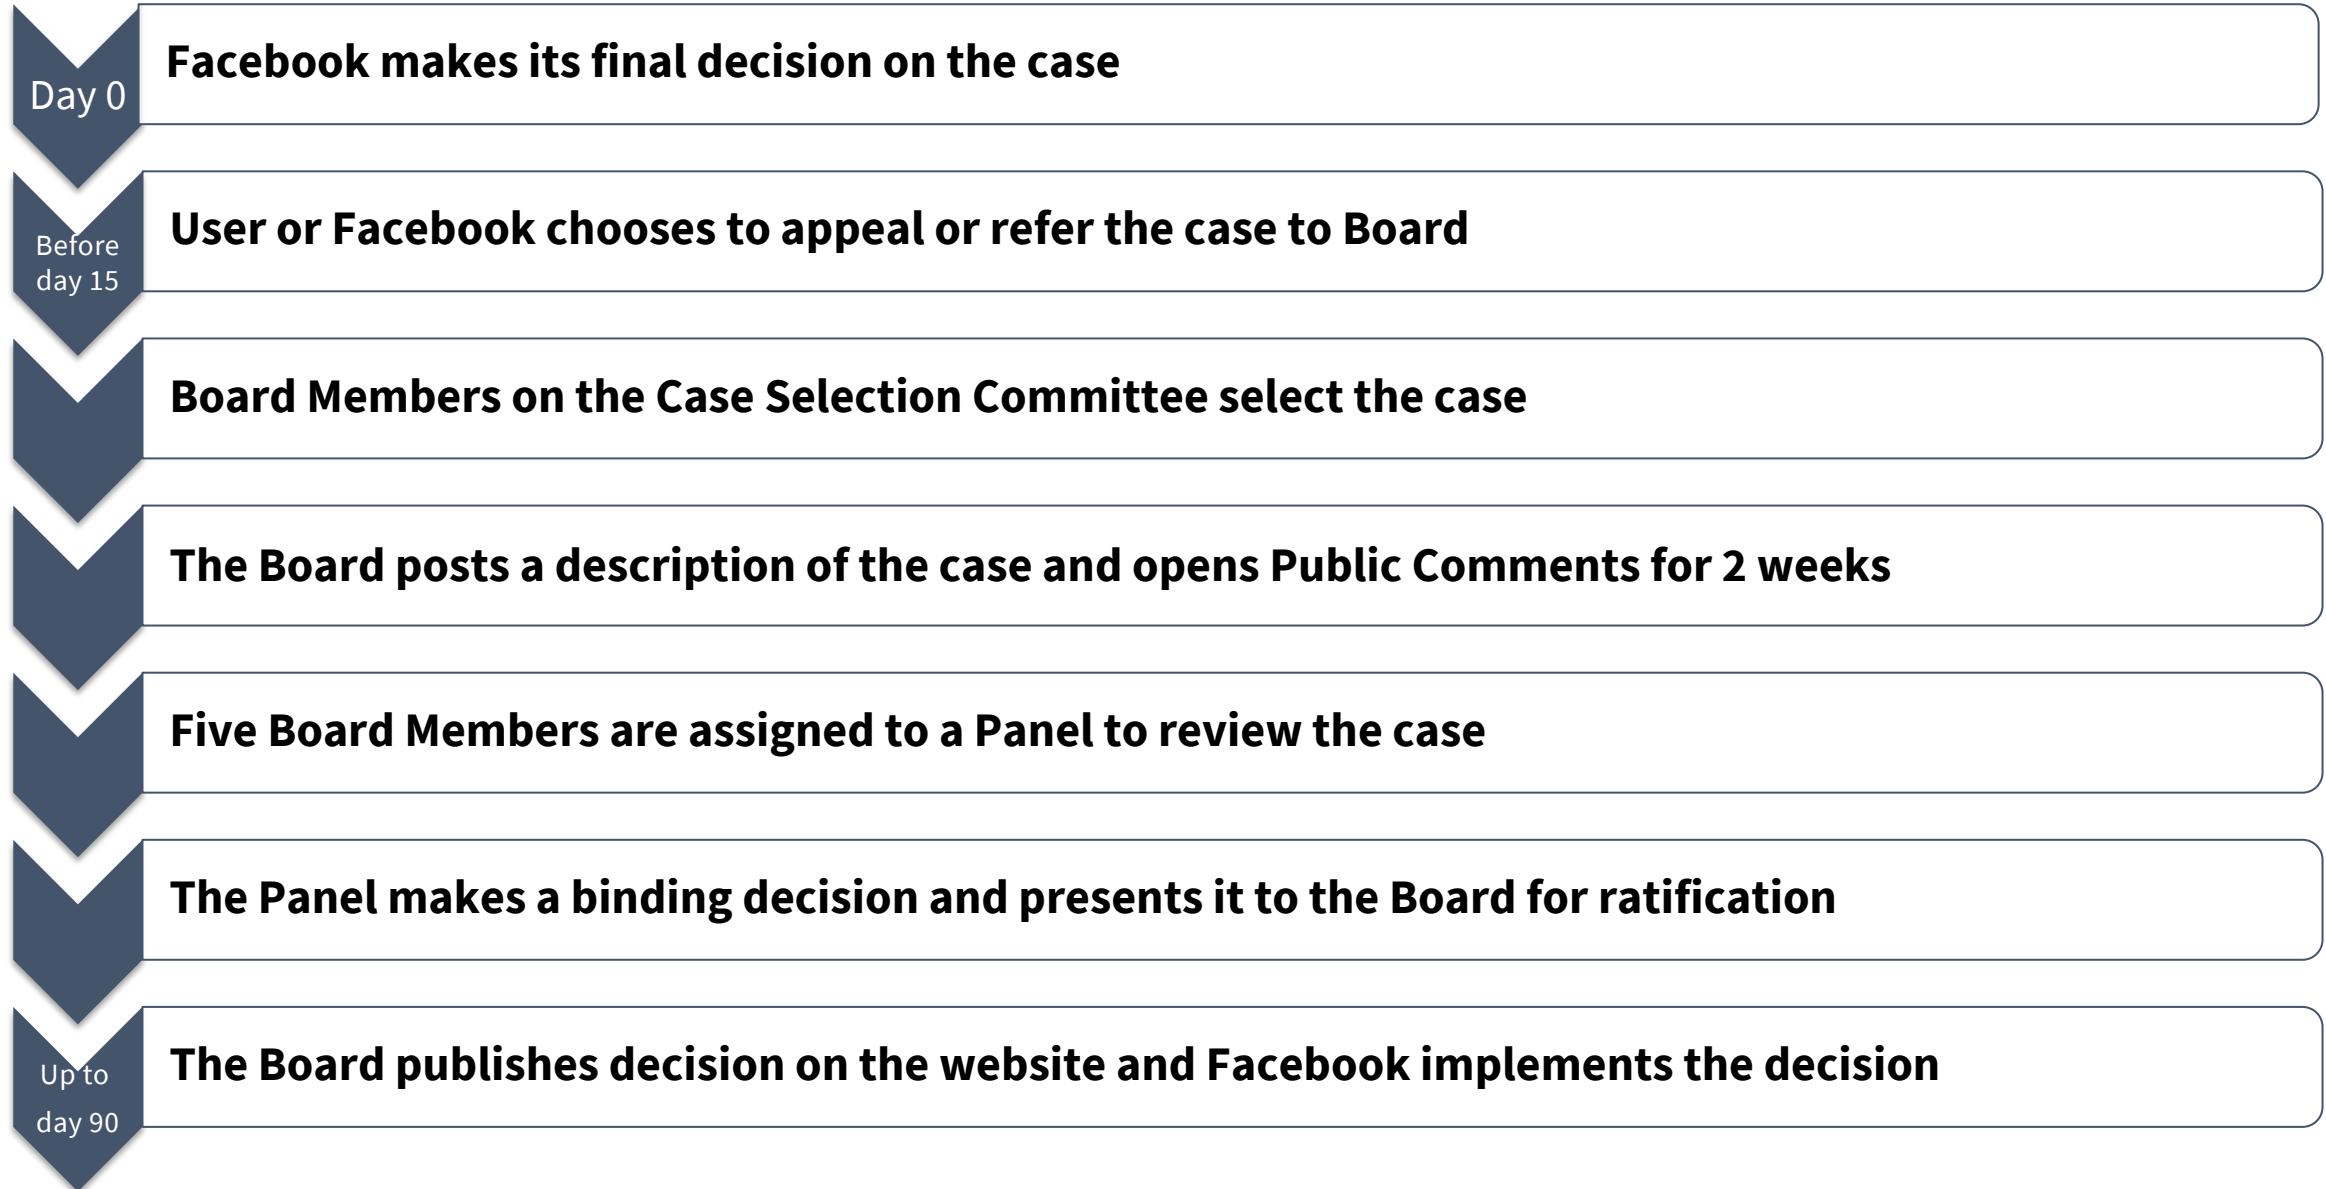 Day 0
Facebook makes its final decision on the case
Before
day 15
User or Facebook chooses to appeal or refer the case to Board
Board Members on the Case Selection Committee select the case
The Board posts a description of the case and opens Public Comments for 2 weeks
Five Board Members are assigned to a Panel to review the case
The Panel makes a binding decision and presents it to the Board for ratification
Up to
day 90
The Board publishes decision on the website and Facebook implements the decision